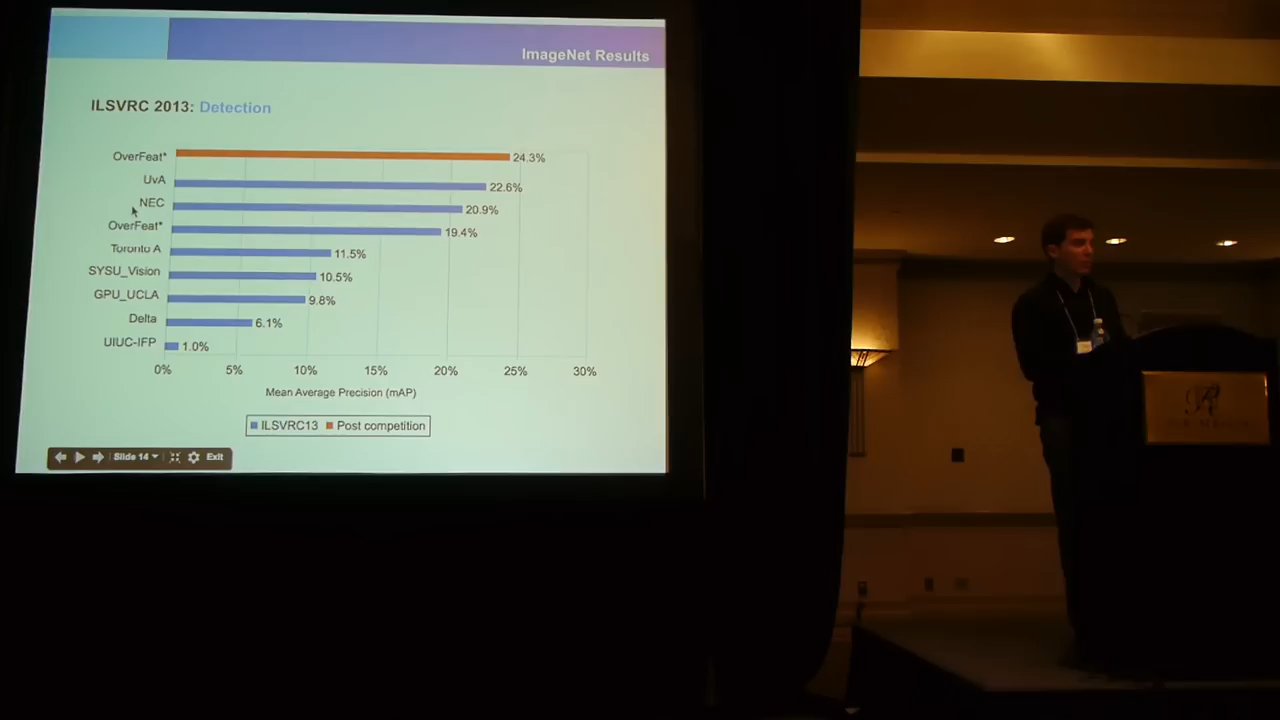 ImageNet Results
ILSVRC 2013: Detection
OverFeat* 24.3%
UvA 22.6%
NEC 20.9%
OverFeat* 19.4%
Toronto A 11.5%
SYSU_Vision 10.5%
GPU_UCLA 9.8%
Delta 6.1%
UIUC-IFP 1.0%
0% 5% 10% 15% 20% 25% 30%
Mean Average Precision (mAP)
ILSVRC13 Post competition
Slide 14 Exit